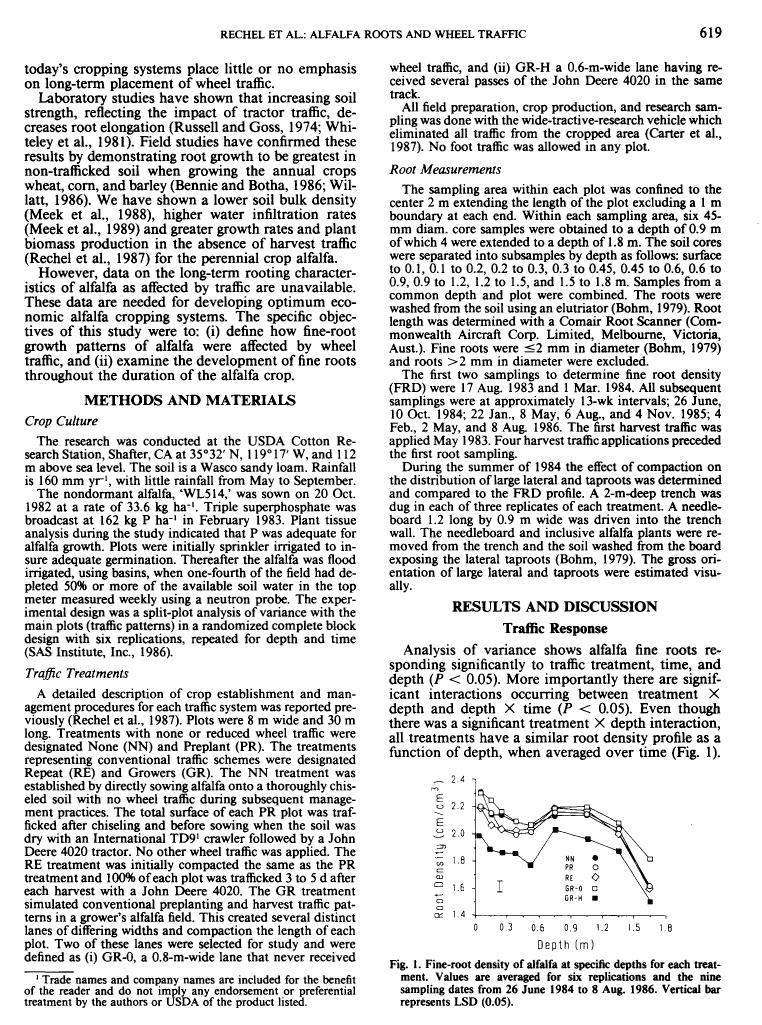 RECHEL ET AL.: ALFALFA ROOTS AND WHEEL TRAFFIC
619
today's cropping systems place little or no emphasis
on long-term placement of wheel traffic.
Laboratory studies have shown that increasing soil
strength, reflecting the impact of tractor traffic, de-
creases root elongation (Russell and Goss, 1974; Whi-
teley et al., 1981). Field studies have confirmed these
results by demonstrating root growth to be greatest in
non-trafficked soil when growing the annual crops
wheat, corn, and barley (Bennie and Botha, 1986; Wil-
latt, 1986). We have shown a lower soil bulk density
(Meek et al., 1988), higher water infiltration rates
(Meek et al., 1989) and greater growth rates and plant
biomass production in the absence of harvest traffic
(Rechel et al., 1987) for the perennial crop alfalfa.
However, data on the long-term rooting character-
istics of alfalfa as affected by traffic are unavailable.
These data are needed for developing optimum eco-
nomic alfalfa cropping systems. The specific objec-
tives of this study were to: (i) define how fine-root
growth patterns of alfalfa were affected by wheel
traffic, and (ii) examine the development of fine roots
throughout the duration of the alfalfa crop.
METHODS AND MATERIALS
Crop Culture
The research was conducted at the USDA Cotton Re-
search Station, Shafter, CA at 35°32' N, 119°17' W, and 112
m above sea level. The soil is a Wasco sandy loam. Rainfall
is 160 mm yr⁻¹, with little rainfall from May to September.
The nondormant alfalfa, 'WL514,' was sown on 20 Oct.
1982 at a rate of 33.6 kg ha⁻¹. Triple superphosphate was
broadcast at 162 kg P ha⁻¹ in February 1983. Plant tissue
analysis during the study indicated that P was adequate for
alfalfa growth. Plots were initially sprinkler irrigated to in-
sure adequate germination. Thereafter the alfalfa was flood
irrigated, using basins, when one-fourth of the field had de-
pleted 50% or more of the available soil water in the top
meter measured weekly using a neutron probe. The exper-
imental design was a split-plot analysis of variance with the
main plots (traffic patterns) in a randomized complete block
design with six replications, repeated for depth and time
(SAS Institute, Inc., 1986).
Traffic Treatments
A detailed description of crop establishment and man-
agement procedures for each traffic system was reported pre-
viously (Rechel et al., 1987). Plots were 8 m wide and 30 m
long. Treatments with none or reduced wheel traffic were
designated None (NN) and Preplant (PR). The treatments
representing conventional traffic schemes were designated
Repeat (RE) and Growers (GR). The NN treatment was
established by directly sowing alfalfa onto a thoroughly chis-
eled soil with no wheel traffic during subsequent manage-
ment practices. The total surface of each PR plot was traf-
ficked after chiseling and before sowing when the soil was
dry with an International TD9¹ crawler followed by a John
Deere 4020 tractor. No other wheel traffic was applied. The
RE treatment was initially compacted the same as the PR
treatment and 100% of each plot was trafficked 3 to 5 d after
each harvest with a John Deere 4020. The GR treatment
simulated conventional preplanting and harvest traffic pat-
terns in a grower's alfalfa field. This created several distinct
lanes of differing widths and compaction the length of each
plot. Two of these lanes were selected for study and were
defined as (i) GR-0, a 0.8-m-wide lane that never received
¹ Trade names and company names are included for the benefit
of the reader and do not imply any endorsement or preferential
treatment by the authors or USDA of the product listed.
wheel traffic, and (ii) GR-H a 0.6-m-wide lane having re-
ceived several passes of the John Deere 4020 in the same
track.
All field preparation, crop production, and research sam-
pling was done with the wide-tractive-research vehicle which
eliminated all traffic from the cropped area (Carter et al.,
1987). No foot traffic was allowed in any plot.
Root Measurements
The sampling area within each plot was confined to the
center 2 m extending the length of the plot excluding a 1 m
boundary at each end. Within each sampling area, six 45-
mm diam. core samples were obtained to a depth of 0.9 m
of which 4 were extended to a depth of 1.8 m. The soil cores
were separated into subsamples by depth as follows: surface
to 0.1, 0.1 to 0.2, 0.2 to 0.3, 0.3 to 0.45, 0.45 to 0.6, 0.6 to
0.9, 0.9 to 1.2, 1.2 to 1.5, and 1.5 to 1.8 m. Samples from a
common depth and plot were combined. The roots were
washed from the soil using an elutriator (Bohm, 1979). Root
length was determined with a Comair Root Scanner (Com-
monwealth Aircraft Corp. Limited, Melbourne, Victoria,
Aust.). Fine roots were ≤2 mm in diameter (Bohm, 1979)
and roots >2 mm in diameter were excluded.
The first two samplings to determine fine root density
(FRD) were 17 Aug. 1983 and 1 Mar. 1984. All subsequent
samplings were at approximately 13-wk intervals; 26 June,
10 Oct. 1984; 22 Jan., 8 May, 6 Aug., and 4 Nov. 1985; 4
Feb., 2 May, and 8 Aug. 1986. The first harvest traffic was
applied May 1983. Four harvest traffic applications preceded
the first root sampling.
During the summer of 1984 the effect of compaction on
the distribution of large lateral and taproots was determined
and compared to the FRD profile. A 2-m-deep trench was
dug in each of three replicates of each treatment. A needle-
board 1.2 long by 0.9 m wide was driven into the trench
wall. The needleboard and inclusive alfalfa plants were re-
moved from the trench and the soil washed from the board
exposing the lateral taproots (Bohm, 1979). The gross ori-
entation of large lateral and taproots were estimated visu-
ally.
RESULTS AND DISCUSSION
Traffic Response
Analysis of variance shows alfalfa fine roots re-
sponding significantly to traffic treatment, time, and
depth (P < 0.05). More importantly there are signif-
icant interactions occurring between treatment ×
depth and depth × time (P < 0.05). Even though
there was a significant treatment × depth interaction,
all treatments have a similar root density profile as a
function of depth, when averaged over time (Fig. 1).
Root Density (cm cm⁻³)
2.4
2.2
2.0
1.8
1.6
1.4
NN
PR
RE
GR-0
GR-H
0 0.3 0.6 0.9 1.2 1.5 1.8
Depth (m)
Fig. 1. Fine-root density of alfalfa at specific depths for each treat-
ment. Values are averaged for six replications and the nine
sampling dates from 26 June 1984 to 8 Aug. 1986. Vertical bar
represents LSD (0.05).